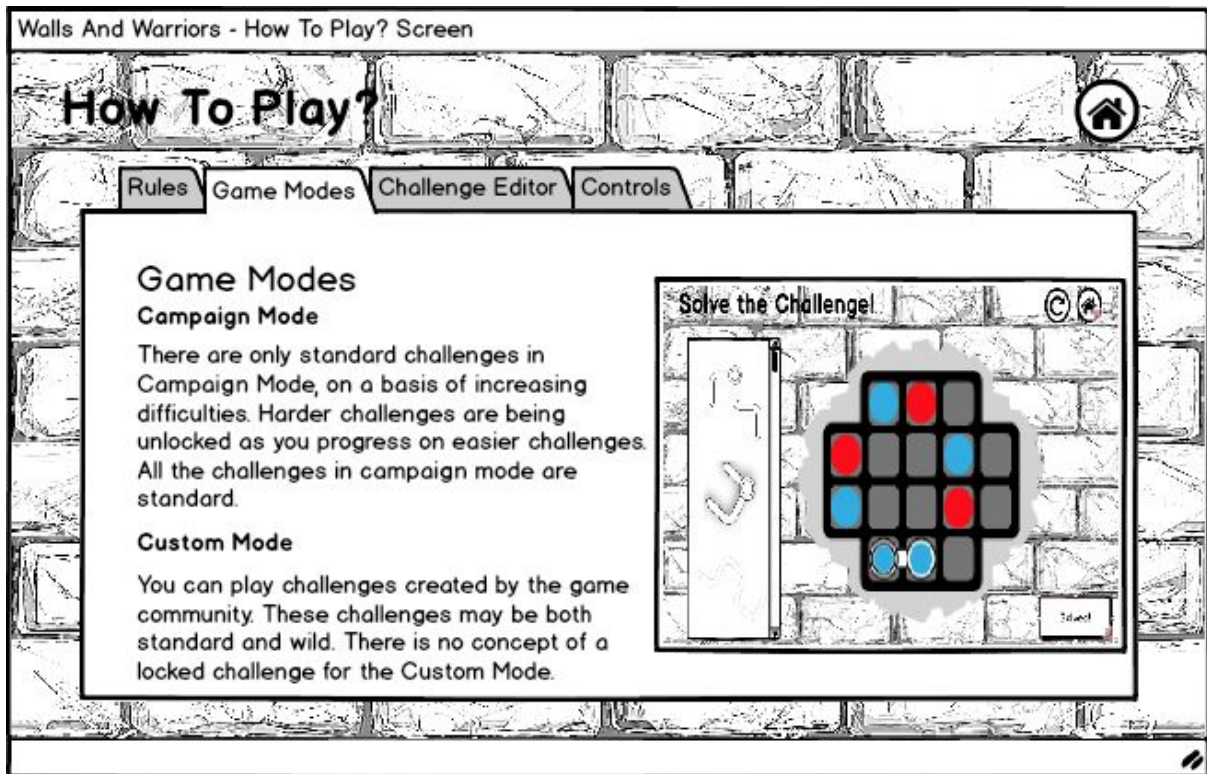 Walls And Warriors - How To Play? Screen
How To Play?
Rules
Game Modes
Challenge Editor
Controls
Game Modes
Campaign Mode
There are only standard challenges in
Campaign Mode, on a basis of increasing
difficulties. Harder challenges are being
unlocked as you progress on easier challenges.
All the challenges in campaign mode are
standard.
Custom Mode
You can play challenges created by the game
community. These challenges may be both
standard and wild. There is no concept of a
locked challenge for the Custom Mode.
Solve the Challenge!